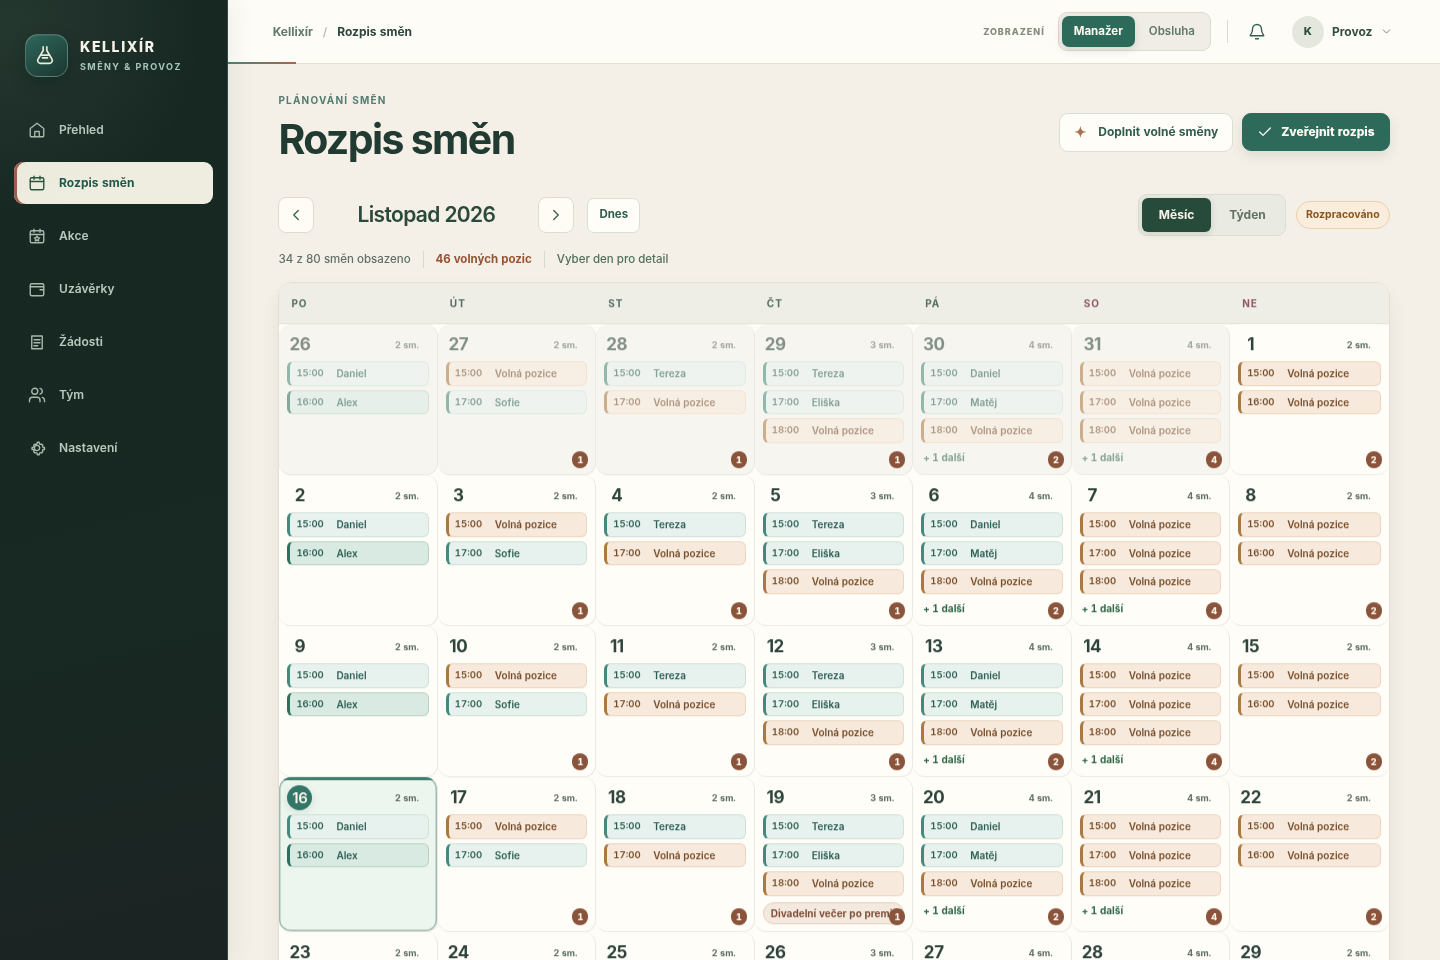 KELLIXÍR
SMĚNY & PROVOZ
Přehled
Rozpis směn
Akce
Uzávěrky
Žádosti
Tým
Nastavení
Kellixír / Rozpis směn
ZOBRAZENÍ Manažer Obsluha K Provoz
PLÁNOVÁNÍ SMĚN
Rozpis směn
Doplnit volné směny Zveřejnit rozpis
Listopad 2026 Dnes Měsíc Týden Rozpracováno
34 z 80 směn obsazeno 46 volných pozic Vyber den pro detail
PO ÚT ST ČT PÁ SO NE
26 2 sm. 27 2 sm. 28 2 sm. 29 3 sm. 30 4 sm. 31 4 sm. 1 2 sm.
15:00 Daniel 15:00 Volná pozice 15:00 Tereza 15:00 Tereza 15:00 Daniel 15:00 Volná pozice 15:00 Volná pozice
16:00 Alex 17:00 Sofie 17:00 Volná pozice 17:00 Eliška 17:00 Matěj 17:00 Volná pozice 16:00 Volná pozice
18:00 Volná pozice 18:00 Volná pozice 18:00 Volná pozice
1 1 1 + 1 další 2 + 1 další 4 2
2 2 sm. 3 2 sm. 4 2 sm. 5 3 sm. 6 4 sm. 7 4 sm. 8 2 sm.
15:00 Daniel 15:00 Volná pozice 15:00 Tereza 15:00 Tereza 15:00 Daniel 15:00 Volná pozice 15:00 Volná pozice
16:00 Alex 17:00 Sofie 17:00 Volná pozice 17:00 Eliška 17:00 Matěj 17:00 Volná pozice 16:00 Volná pozice
18:00 Volná pozice 18:00 Volná pozice 18:00 Volná pozice
1 1 1 + 1 další 2 + 1 další 4 2
9 2 sm. 10 2 sm. 11 2 sm. 12 3 sm. 13 4 sm. 14 4 sm. 15 2 sm.
15:00 Daniel 15:00 Volná pozice 15:00 Tereza 15:00 Tereza 15:00 Daniel 15:00 Volná pozice 15:00 Volná pozice
16:00 Alex 17:00 Sofie 17:00 Volná pozice 17:00 Eliška 17:00 Matěj 17:00 Volná pozice 16:00 Volná pozice
18:00 Volná pozice 18:00 Volná pozice 18:00 Volná pozice
1 1 1 + 1 další 2 + 1 další 4 2
16 2 sm. 17 2 sm. 18 2 sm. 19 3 sm. 20 4 sm. 21 4 sm. 22 2 sm.
15:00 Daniel 15:00 Volná pozice 15:00 Tereza 15:00 Tereza 15:00 Daniel 15:00 Volná pozice 15:00 Volná pozice
16:00 Alex 17:00 Sofie 17:00 Volná pozice 17:00 Eliška 17:00 Matěj 17:00 Volná pozice 16:00 Volná pozice
18:00 Volná pozice 18:00 Volná pozice 18:00 Volná pozice
1 1 Divadelní večer po 1 + 1 další 2 + 1 další 4 2
23 2 sm. 24 2 sm. 25 2 sm. 26 3 sm. 27 4 sm. 28 4 sm. 29 2 sm.